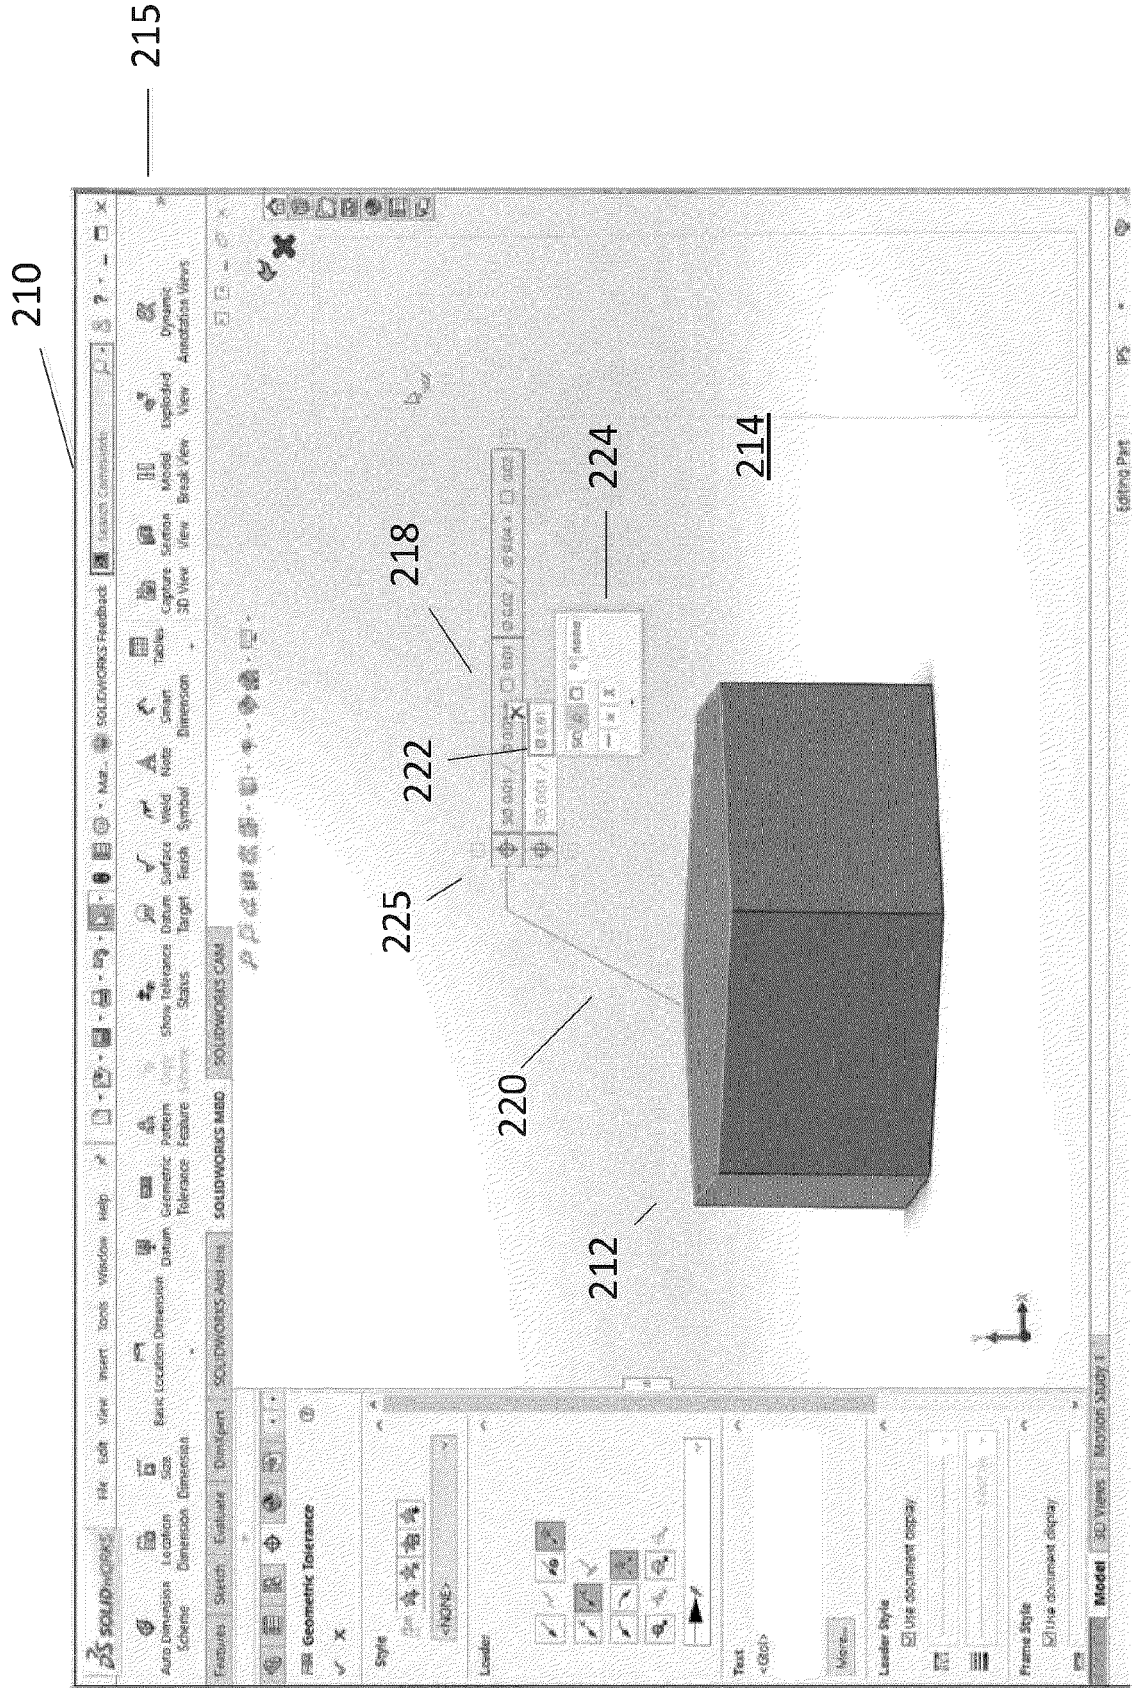 210
215
SOLIDWORKS File Edit View Insert Tools Window Help Mat... SOLIDWORKS Feedback Search Commands ?
Auto Dimension Scheme
Location Dimension
Size Dimension
Basic Location Dimension
Datum
Geometric Tolerance
Pattern Feature
Show Tolerance Status
Datum Target
Surface Finish
Weld Symbol
Note
Smart Dimension
Tables
Capture 3D View
Section View
Model Break View
Exploded View
Dynamic Annotation Views
Features Sketch Evaluate DimXpert SOLIDWORKS Add-Ins SOLIDWORKS MBD SOLIDWORKS CAM
Geometric Tolerance
Style
<NONE>
Leader
Text
<Gtol>
More...
Leader Style
Use document display
Frame Style
Use document display
225
222
218
224
220
212
214
none
Y
X
Model 3D Views Motion Study 1
Editing Part
IPS